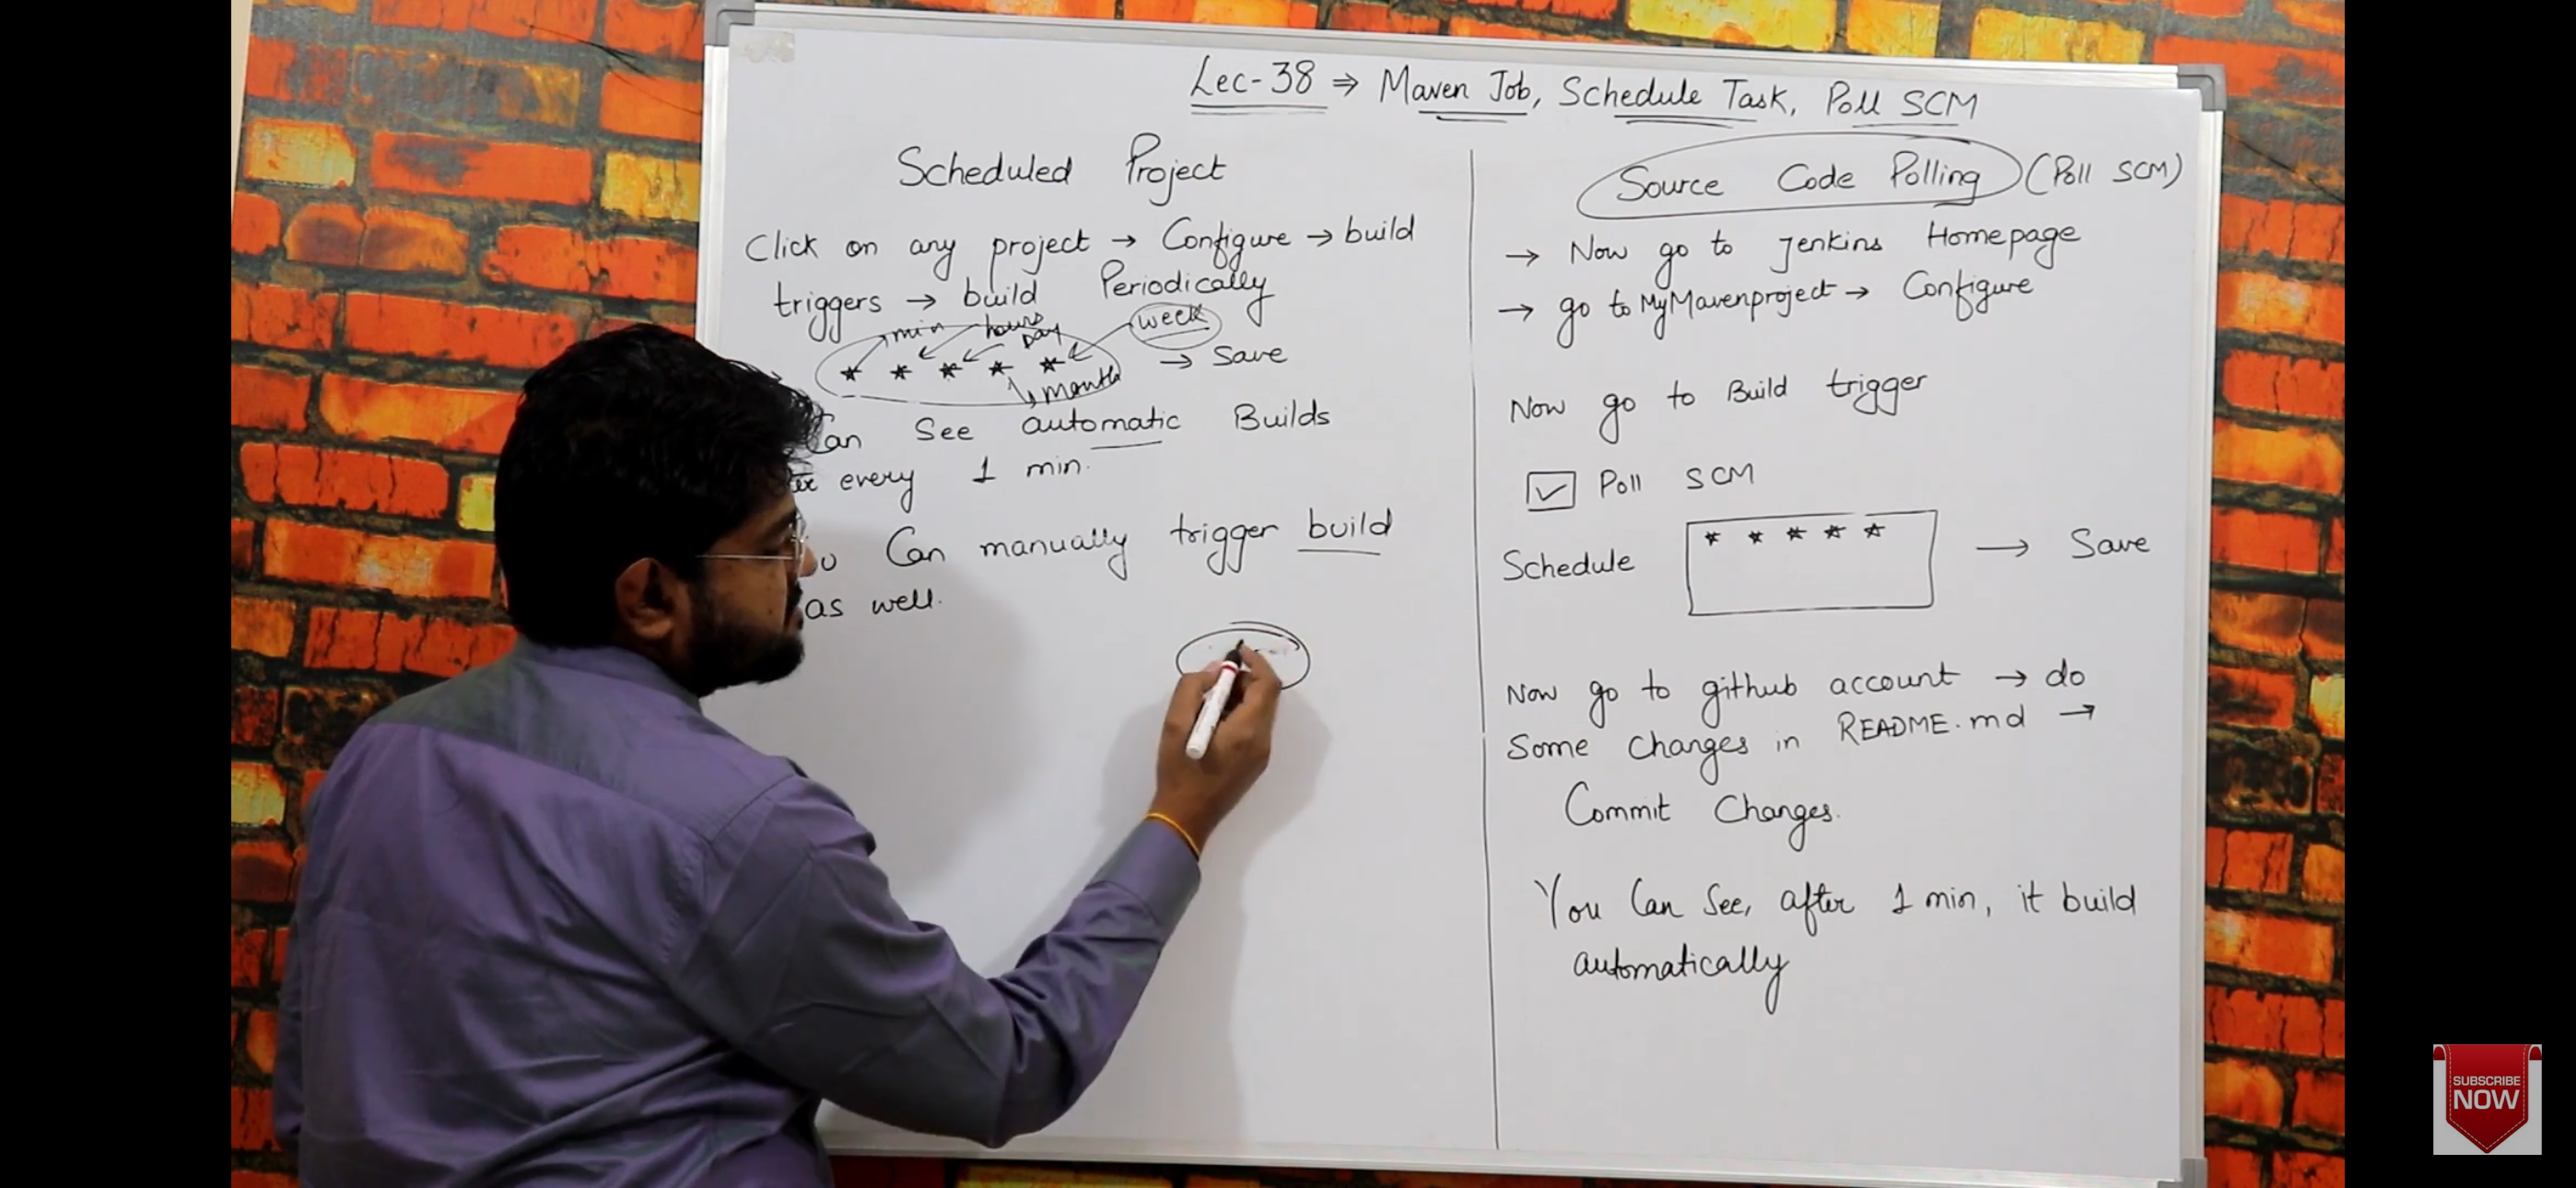 Lec-38 ⇒ Maven Job, Schedule Task, Poll SCM
Scheduled Project
Click on any project → Configure → build
triggers → build Periodically
min hours Day week
* * * * * → Save
month
Can See automatic Builds
every 1 min.
Can manually trigger build
as well.
Source Code Polling (Poll SCM)
→ Now go to Jenkins Homepage
→ go to MyMavenproject → Configure
Now go to Build trigger
☑ Poll SCM
Schedule * * * * * → Save
Now go to github account → do
Some changes in README.md →
Commit Changes.
You Can See, after 1 min, it build
automatically
SUBSCRIBE
NOW